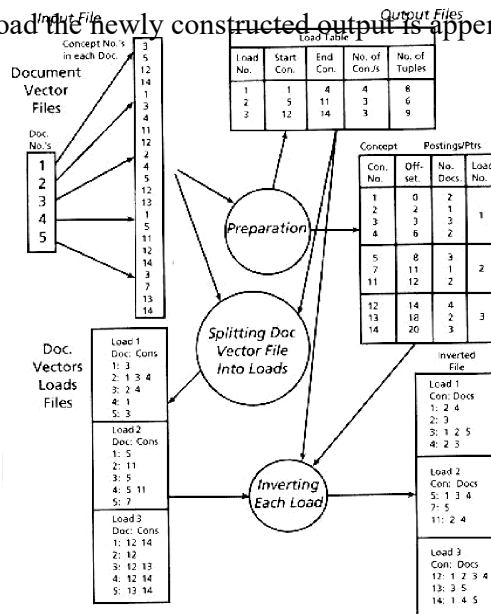 oad the newly constructed output is apper
Input File
Output Files
Concept No.'s
in each Doc.
Document
Vector
Files
Doc.
No.'s
1
2
3
4
5
3
5
12
14
1
3
4
11
12
2
4
5
12
13
1
5
11
12
14
3
7
13
14
Load Table
Load No. Start Con. End Con. No. of Con./s No. of Tuples
1 1 4 4 8
2 5 11 3 6
3 12 14 3 9
Concept Postings/Ptrs
Con. No. Off- set. No. Docs. Load No.
1 0 2
2 2 1
3 3 3
4 6 2
1
5 8 3
7 11 1
11 12 2
2
12 14 4
13 18 2
14 20 3
3
Preparation
Splitting Doc
Vector File
Into Loads
Inverting
Each Load
Doc.
Vectors
Loads
Files
Load 1
Doc: Cons
1: 3
2: 1 3 4
3: 2 4
4: 1
5: 3
Load 2
Doc: Cons
1: 5
2: 11
3: 5
4: 5 11
5: 7
Load 3
Doc: Cons
1: 12 14
2: 12
3: 12 13
4: 12 14
5: 13 14
Inverted
File
Load 1
Con: Docs
1: 2 4
2: 3
3: 1 2 5
4: 2 3
Load 2
Con: Docs
5: 1 3 4
7: 5
11: 2 4
Load 3
Con: Docs
12: 1 2 3 4
13: 3 5
14: 1 4 5